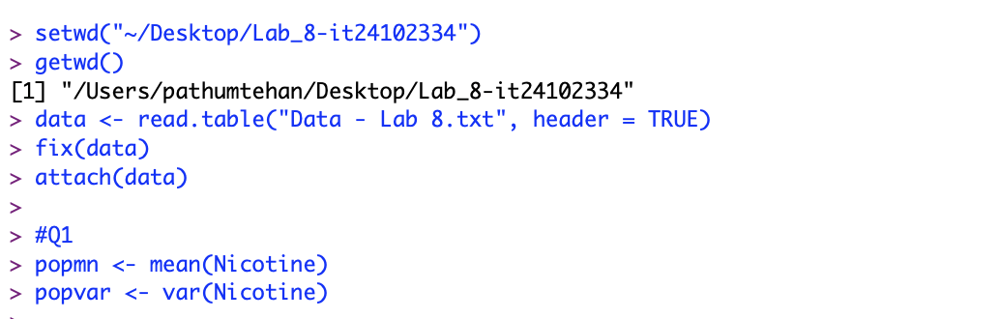 > setwd("~/Desktop/Lab_8-it24102334")
> getwd()
[1] "/Users/pathumtehan/Desktop/Lab_8-it24102334"
> data <- read.table("Data - Lab 8.txt", header = TRUE)
> fix(data)
> attach(data)
>
> #Q1
> popmn <- mean(Nicotine)
> popvar <- var(Nicotine)